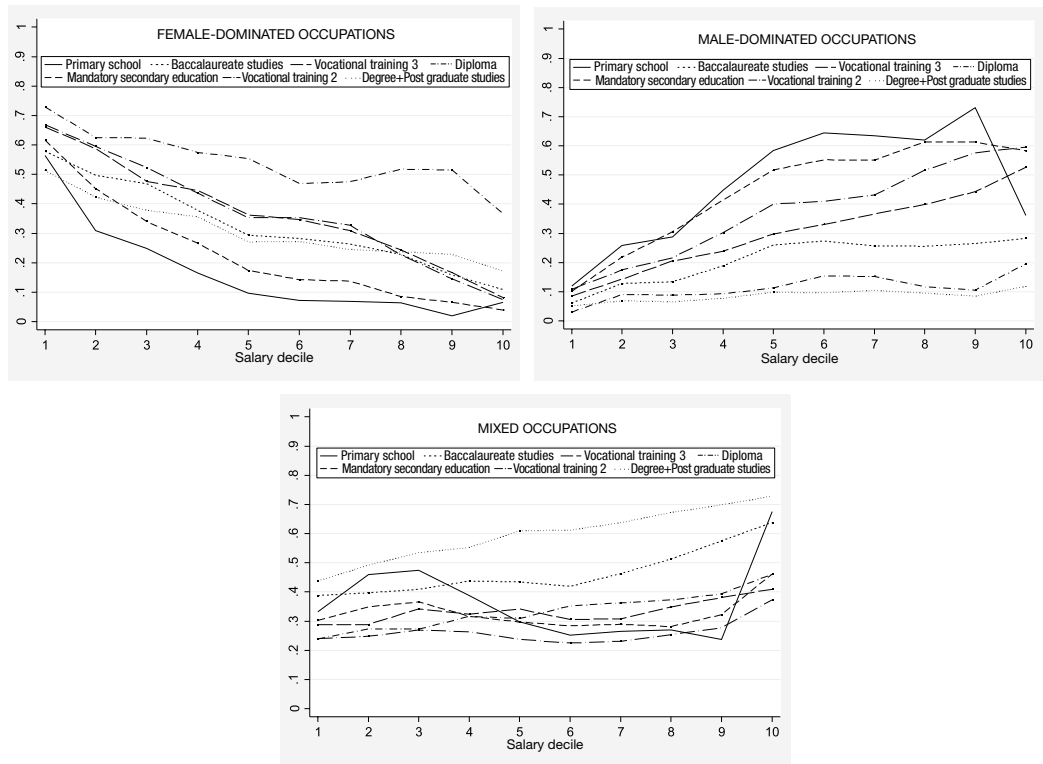 FEMALE-DOMINATED OCCUPATIONS
Primary school Baccalaureate studies Vocational training 3 Diploma
Mandatory secondary education Vocational training 2 Degree+Post graduate studies
1
.9
.8
.7
.6
.5
.4
.3
.2
.1
0
1 2 3 4 5 6 7 8 9 10
Salary decile
MALE-DOMINATED OCCUPATIONS
Primary school Baccalaureate studies Vocational training 3 Diploma
Mandatory secondary education Vocational training 2 Degree+Post graduate studies
1
.9
.8
.7
.6
.5
.4
.3
.2
.1
0
1 2 3 4 5 6 7 8 9 10
Salary decile
MIXED OCCUPATIONS
Primary school Baccalaureate studies Vocational training 3 Diploma
Mandatory secondary education Vocational training 2 Degree+Post graduate studies
1
.9
.8
.7
.6
.5
.4
.3
.2
.1
0
1 2 3 4 5 6 7 8 9 10
Salary decile